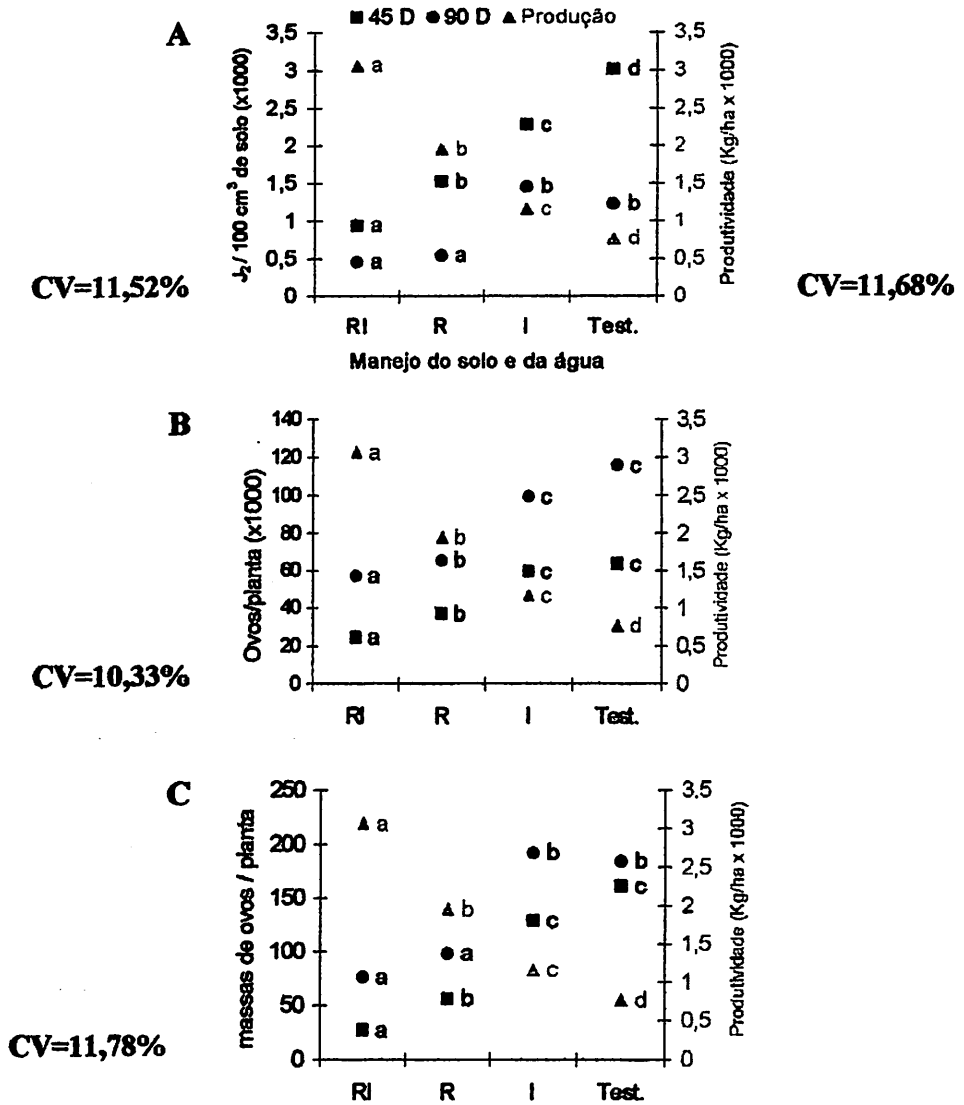 A
■ 45 D ● 90 D ▲ Produção
J₂/ 100 cm³ de solo (x1000)
3,5
3
2,5
2
1,5
1
0,5
0
a
a
a
b
b
a
c
b
c
d
b
d
3,5
3
2,5
2
1,5
1
0,5
0
Produtividade (Kg/ha x 1000)
CV=11,52%
CV=11,68%
RI
R
I
Test.
Manejo do solo e da água
B
Ovos/planta (x1000)
140
120
100
80
60
40
20
0
a
a
a
b
b
b
c
c
c
c
c
d
3,5
3
2,5
2
1,5
1
0,5
0
Produtividade (Kg/ha x 1000)
CV=10,33%
RI
R
I
Test.
C
massas de ovos / planta
250
200
150
100
50
0
a
a
a
b
a
b
b
c
c
b
c
d
3,5
3
2,5
2
1,5
1
0,5
0
Produtividade (Kg/ha x 1000)
CV=11,78%
RI
R
I
Test.